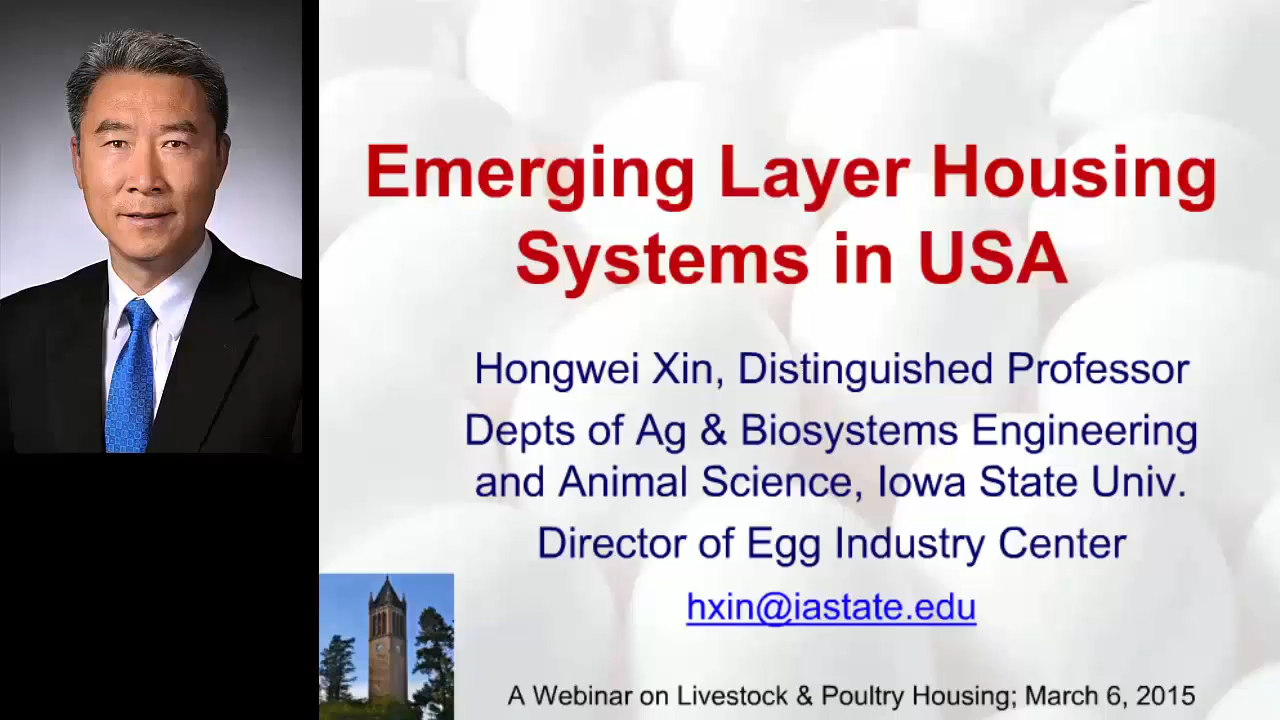 Emerging Layer Housing
Systems in USA
Hongwei Xin, Distinguished Professor
Depts of Ag & Biosystems Engineering
and Animal Science, Iowa State Univ.
Director of Egg Industry Center
hxin@iastate.edu
A Webinar on Livestock & Poultry Housing; March 6, 2015